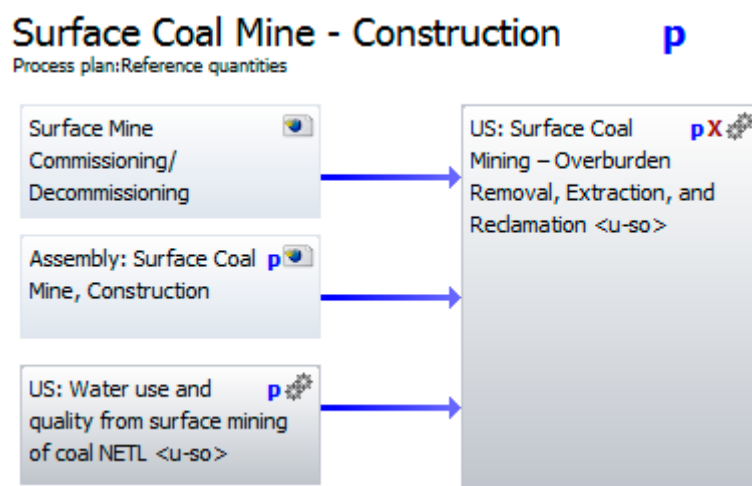 Surface Coal Mine - Construction p
Process plan:Reference quantities
Surface Mine
Commissioning/
Decommissioning
US: Surface Coal p X
Mining – Overburden
Removal, Extraction, and
Reclamation <u-so>
Assembly: Surface Coal p
Mine, Construction
US: Water use and p
quality from surface mining
of coal NETL <u-so>